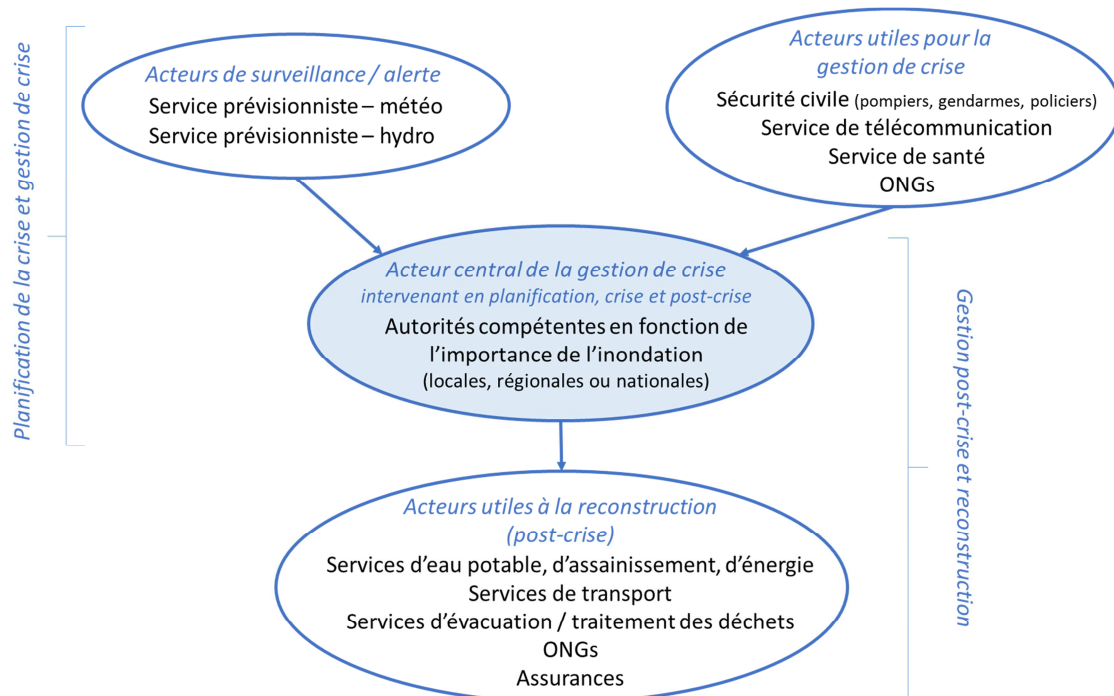 Planification de la crise et gestion de crise
Acteurs de surveillance / alerte
Service prévisionniste – météo
Service prévisionniste – hydro
Acteurs utiles pour la
gestion de crise
Sécurité civile (pompiers, gendarmes, policiers)
Service de télécommunication
Service de santé
ONGs
Acteur central de la gestion de crise
intervenant en planification, crise et post-crise
Autorités compétentes en fonction de
l’importance de l’inondation
(locales, régionales ou nationales)
Gestion post-crise et reconstruction
Acteurs utiles à la reconstruction
(post-crise)
Services d’eau potable, d’assainissement, d’énergie
Services de transport
Services d’évacuation / traitement des déchets
ONGs
Assurances